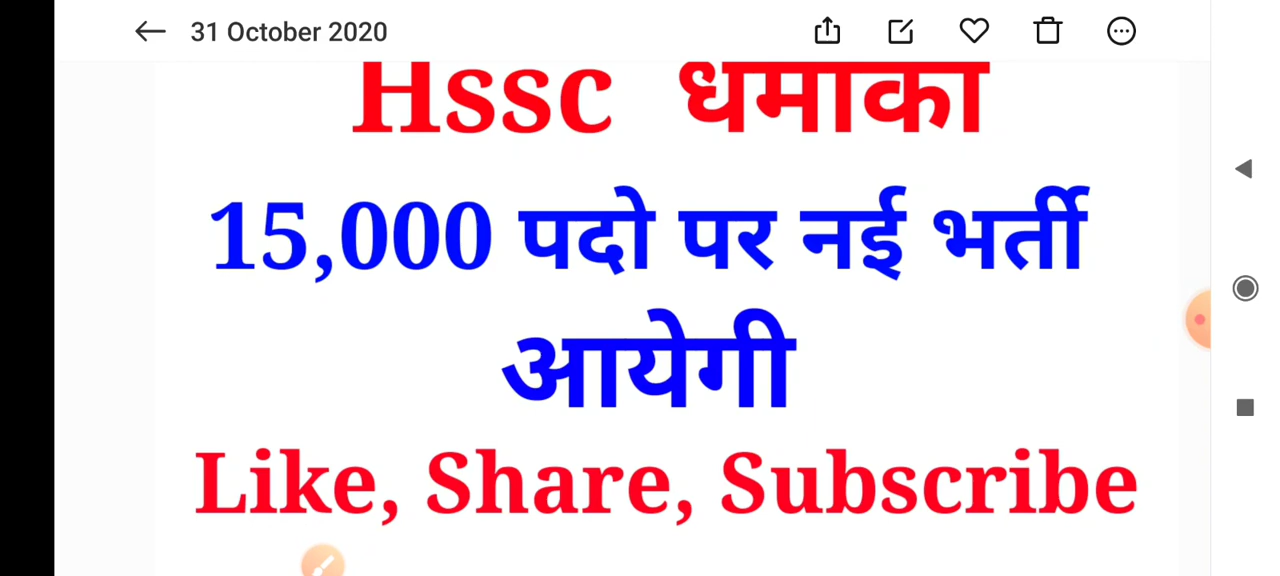 31 October 2020
Hssc धमाका
15,000 पदो पर नई भर्ती
आयेगी
Like, Share, Subscribe